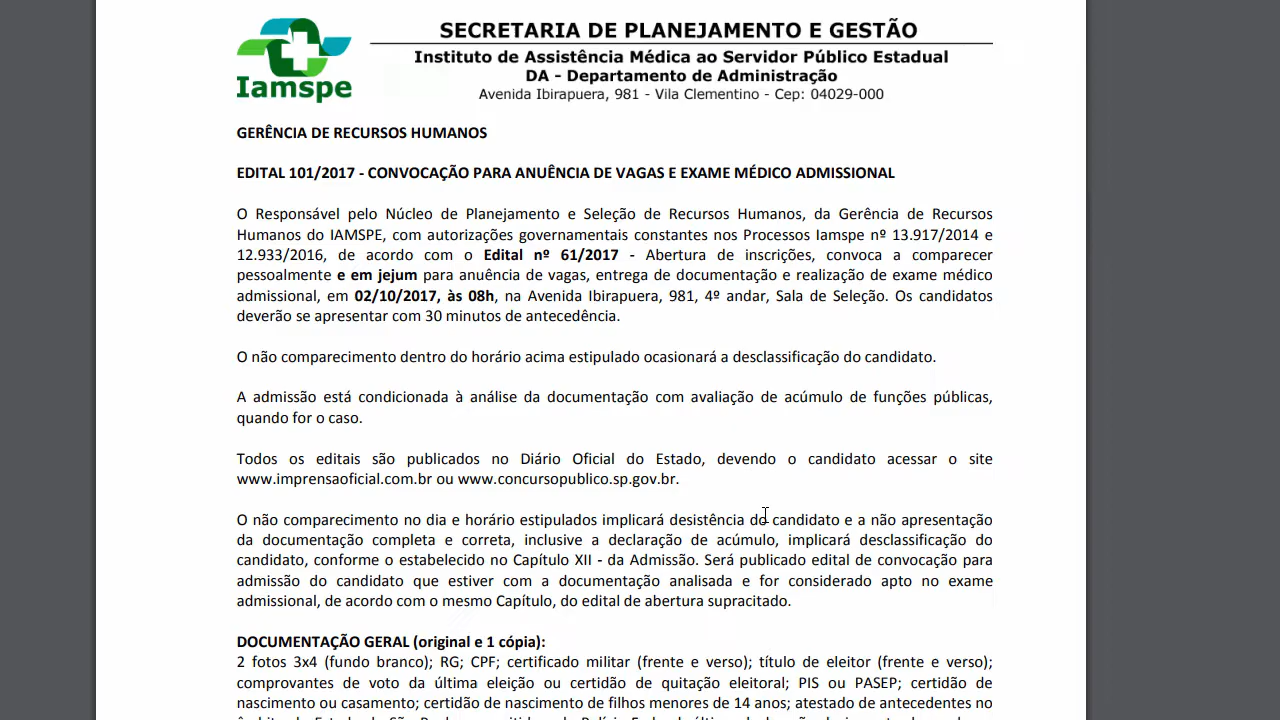 SECRETARIA DE PLANEJAMENTO E GESTÃO
Instituto de Assistência Médica ao Servidor Público Estadual
DA - Departamento de Administração
Avenida Ibirapuera, 981 - Vila Clementino - Cep: 04029-000
Iamspe
GERÊNCIA DE RECURSOS HUMANOS
EDITAL 101/2017 - CONVOCAÇÃO PARA ANUÊNCIA DE VAGAS E EXAME MÉDICO ADMISSIONAL
O Responsável pelo Núcleo de Planejamento e Seleção de Recursos Humanos, da Gerência de Recursos
Humanos do IAMSPE, com autorizações governamentais constantes nos Processos Iamspe nº 13.917/2014 e
12.933/2016, de acordo com o Edital nº 61/2017 - Abertura de inscrições, convoca a comparecer
pessoalmente e em jejum para anuência de vagas, entrega de documentação e realização de exame médico
admissional, em 02/10/2017, às 08h, na Avenida Ibirapuera, 981, 4º andar, Sala de Seleção. Os candidatos
deverão se apresentar com 30 minutos de antecedência.
O não comparecimento dentro do horário acima estipulado ocasionará a desclassificação do candidato.
A admissão está condicionada à análise da documentação com avaliação de acúmulo de funções públicas,
quando for o caso.
Todos os editais são publicados no Diário Oficial do Estado, devendo o candidato acessar o site
www.imprensaoficial.com.br ou www.concursopublico.sp.gov.br.
O não comparecimento no dia e horário estipulados implicará desistência do candidato e a não apresentação
da documentação completa e correta, inclusive a declaração de acúmulo, implicará desclassificação do
candidato, conforme o estabelecido no Capítulo XII - da Admissão. Será publicado edital de convocação para
admissão do candidato que estiver com a documentação analisada e for considerado apto no exame
admissional, de acordo com o mesmo Capítulo, do edital de abertura supracitado.
DOCUMENTAÇÃO GERAL (original e 1 cópia):
2 fotos 3x4 (fundo branco); RG; CPF; certificado militar (frente e verso); título de eleitor (frente e verso);
comprovantes de voto da última eleição ou certidão de quitação eleitoral; PIS ou PASEP; certidão de
nascimento ou casamento; certidão de nascimento de filhos menores de 14 anos; atestado de antecedentes no